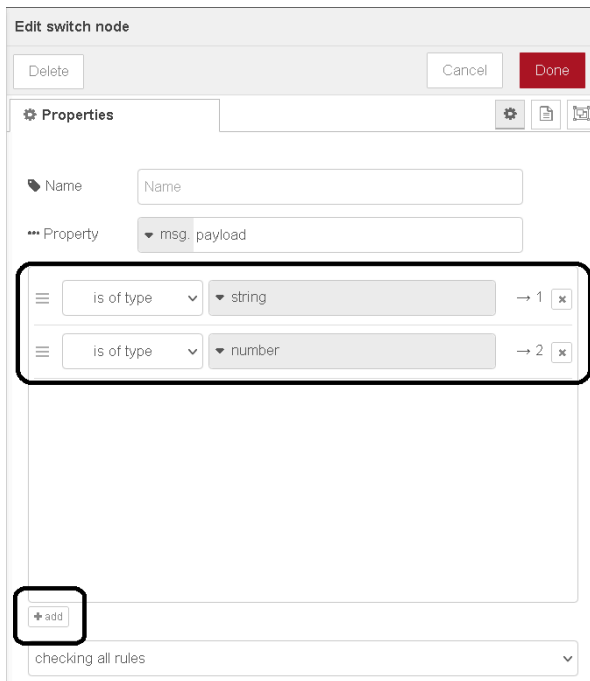 Edit switch node
Delete Cancel Done
Properties
Name Name
Property msg. payload
is of type string → 1 x
is of type number → 2 x
+ add
checking all rules